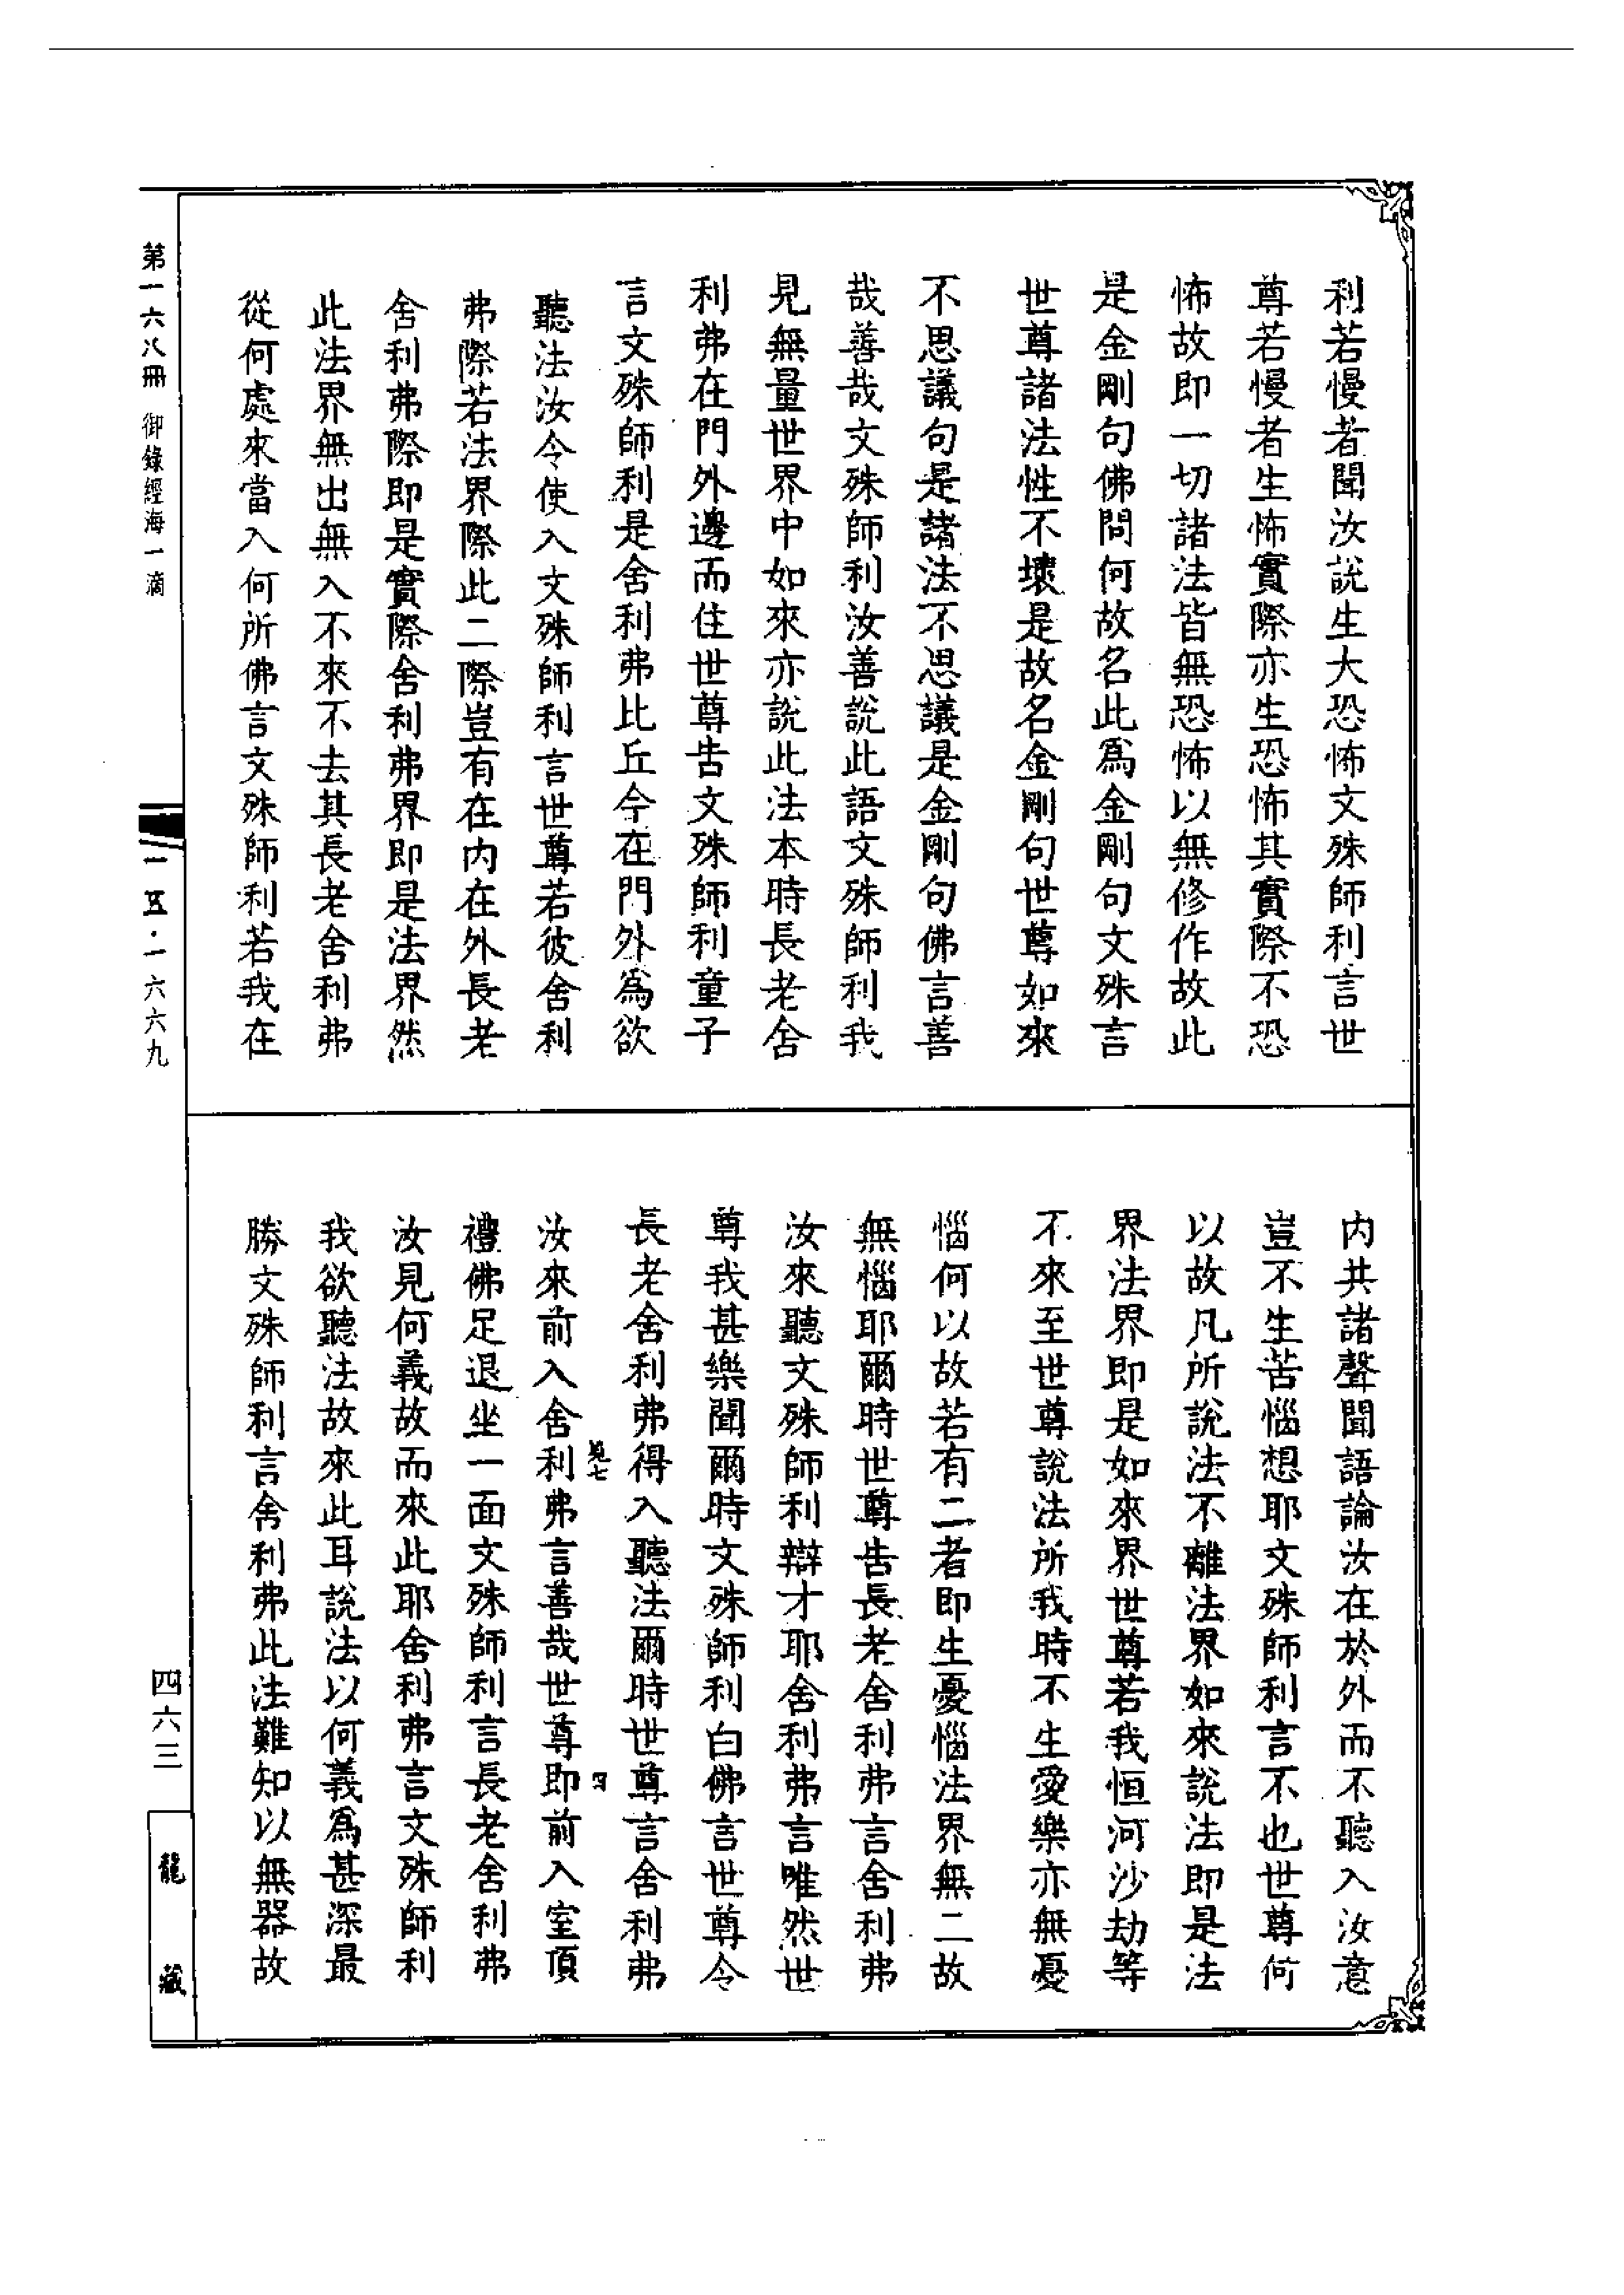 利若慢者聞汝說生大恐怖文殊師利言世
尊若慢者生怖實際亦生恐怖其實際不恐
怖故即一切諸法皆無恐怖以無修作故此
是金剛句佛問何故名此爲金剛句文殊言
世尊諸法性不壞是故名金剛句世尊如來
不思議句是諸法不思議是金剛句佛言善
哉善哉文殊師利汝善說此語文殊師利我
見無量世界中如來亦說此法本時長老舍
利弗在門外邊而住世尊告文殊師利童子
言文殊師利是舍利弗比丘今在門外爲欲
聽法汝令使入文殊師利言世尊若彼舍利
弗際若法界際此二際豈有在内在外長老
舍利弗際即是實際舍利弗界即是法界然
此法界無出無入不來不去其長老舍利弗
從何處來當入何所佛言文殊師利若我在
内共諸聲聞語論汝在於外而不聽入汝意
豈不生苦惱想耶文殊師利言不也世尊何
以故凡所說法不離法界如來說法即是法
界法界即是如來界世尊若我恒河沙劫等
不來至世尊說法所我時不生愛樂亦無憂
惱何以故若有二者即生憂惱法界無二故
無惱耶爾時世尊告長老舍利弗言舍利弗
汝來聽文殊師利辯才耶舍利弗言唯然世
尊我甚樂聞爾時文殊師利白佛言世尊令
長老舍利弗得入聽法爾時世尊言舍利弗
汝來前入舍利弗言善哉世尊即前入室頂
禮佛足退坐一面文殊師利言長老舍利弗
汝見何義故而來此耶舍利弗言文殊師利
我欲聽法故來此耳說法以何義爲甚深最
勝文殊師利言舍利弗此法難知以無器故
第一六八冊 御錄經海一滴
一五·一六六九
四六三
龍藏